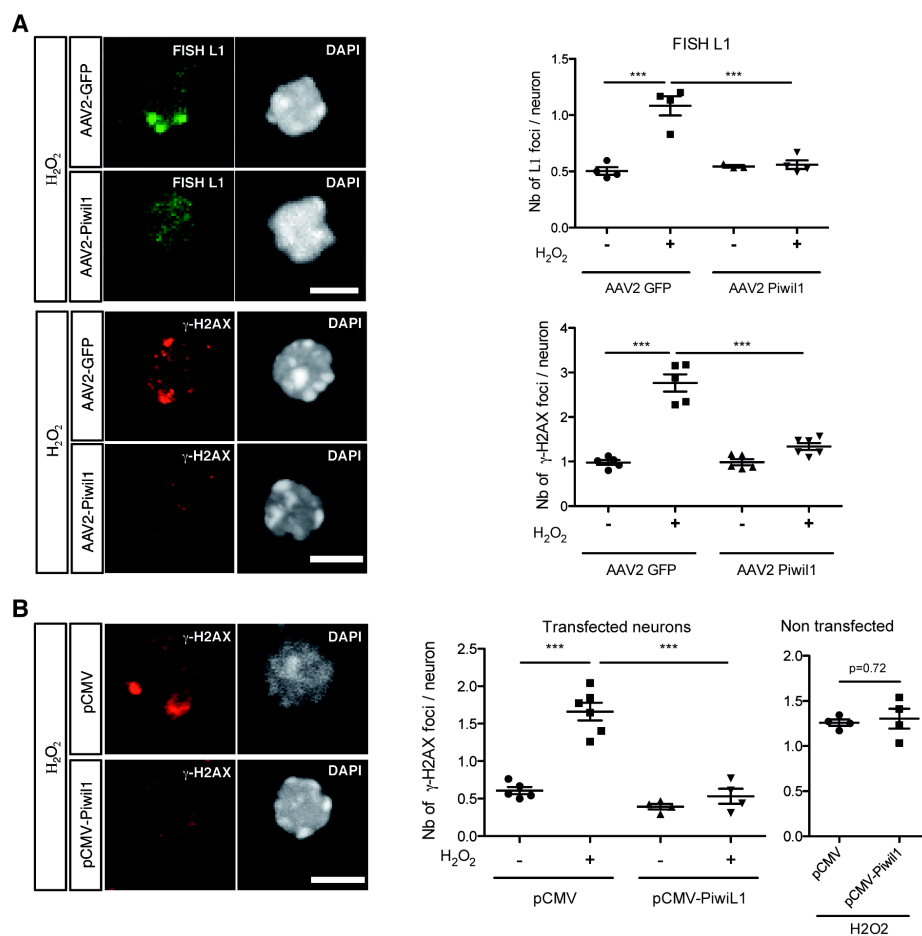 A
H₂O₂
AAV2-GFP
FISH L1
DAPI
AAV2-Piwil1
FISH L1
DAPI
FISH L1
Nb of L1 foci / neuron
1.5
1.0
0.5
0.0
***
***
H₂O₂
- + - +
AAV2 GFP AAV2 Piwil1
H₂O₂
AAV2-GFP
γ-H2AX
DAPI
AAV2-Piwil1
γ-H2AX
DAPI
Nb of γ-H2AX foci / neuron
4
3
2
1
0
***
***
H₂O₂
- + - +
AAV2 GFP AAV2 Piwil1
B
H₂O₂
pCMV
γ-H2AX
DAPI
pCMV-Piwil1
γ-H2AX
DAPI
Transfected neurons
Nb of γ-H2AX foci / neuron
2.5
2.0
1.5
1.0
0.5
0.0
***
***
H₂O₂
- + - +
pCMV pCMV-PiwiL1
Non transfected
2.0
1.5
1.0
0.5
0.0
p=0.72
pCMV
pCMV-Piwil1
H2O2